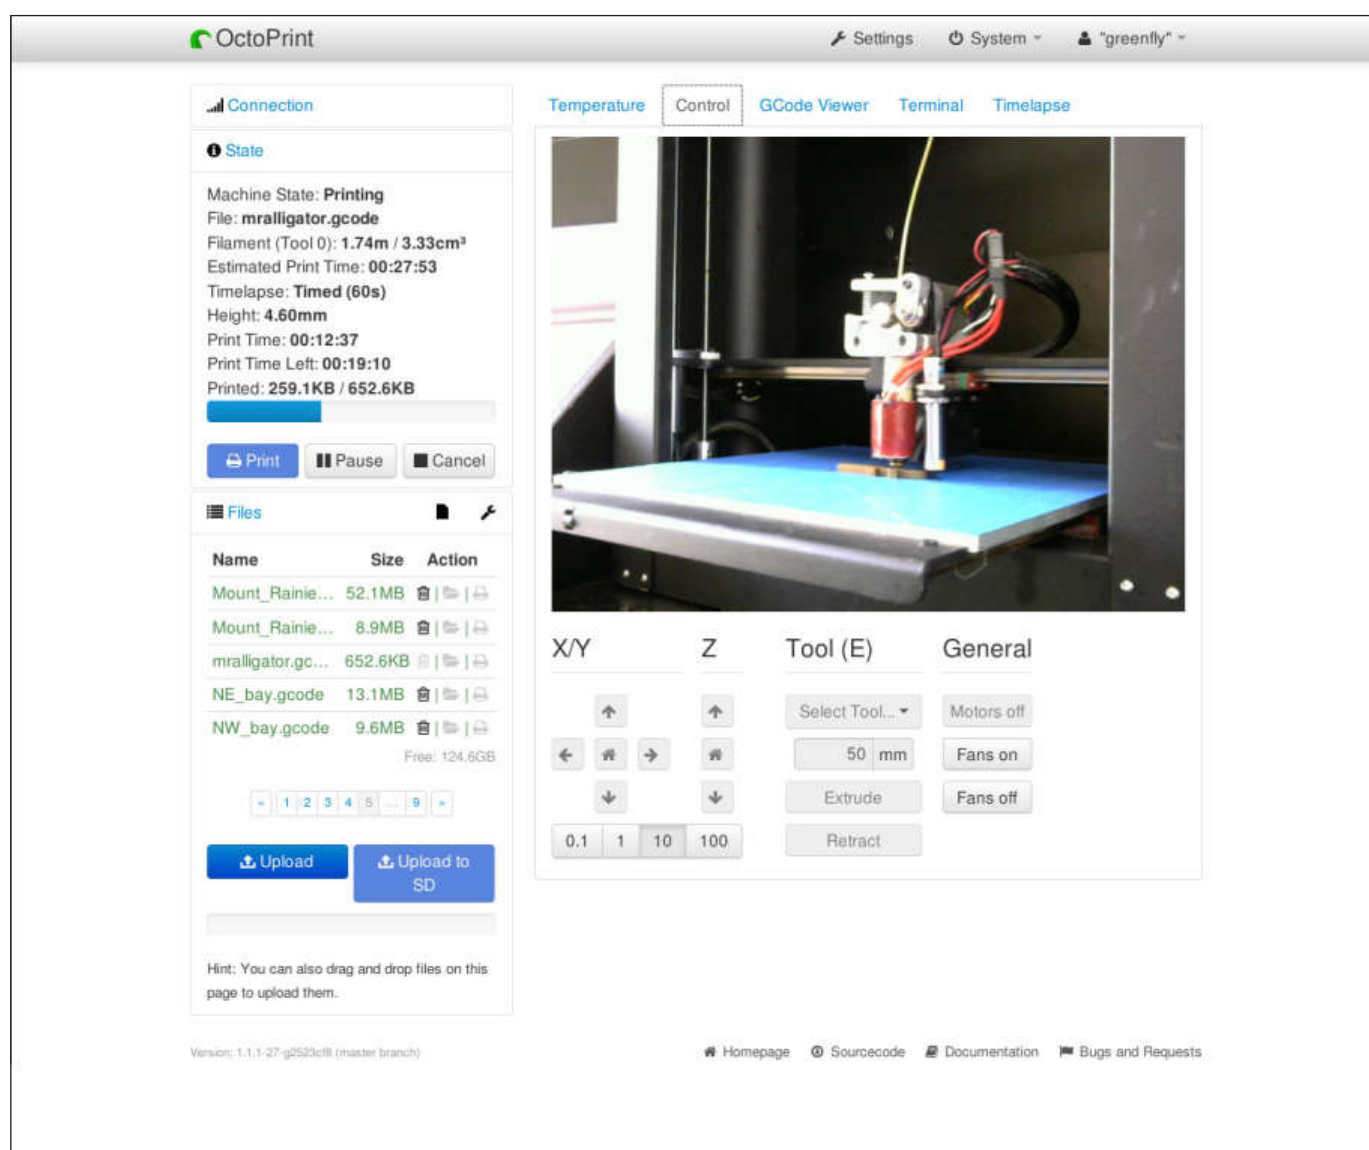 OctoPrint
Settings System "greenfly"
Connection
State
Machine State: Printing
File: mralligator.gcode
Filament (Tool 0): 1.74m / 3.33cm³
Estimated Print Time: 00:27:53
Timelapse: Timed (60s)
Height: 4.60mm
Print Time: 00:12:37
Print Time Left: 00:19:10
Printed: 259.1KB / 652.6KB
Print Pause Cancel
Files
Name Size Action
Mount_Rainie... 52.1MB | |
Mount_Rainie... 8.9MB | |
mralligator.gc... 652.6KB | |
NE_bay.gcode 13.1MB | |
NW_bay.gcode 9.6MB | |
Free: 124.6GB
« 1 2 3 4 5 ... 9 »
Upload Upload to
SD
Hint: You can also drag and drop files on this
page to upload them.
Temperature Control GCode Viewer Terminal Timelapse
X/Y Z Tool (E) General
Select Tool... Motors off
50 mm Fans on
Extrude Fans off
0.1 1 10 100 Retract
Version: 1.1.1-27-g2523cf8 (master branch)
Homepage Sourcecode Documentation Bugs and Requests